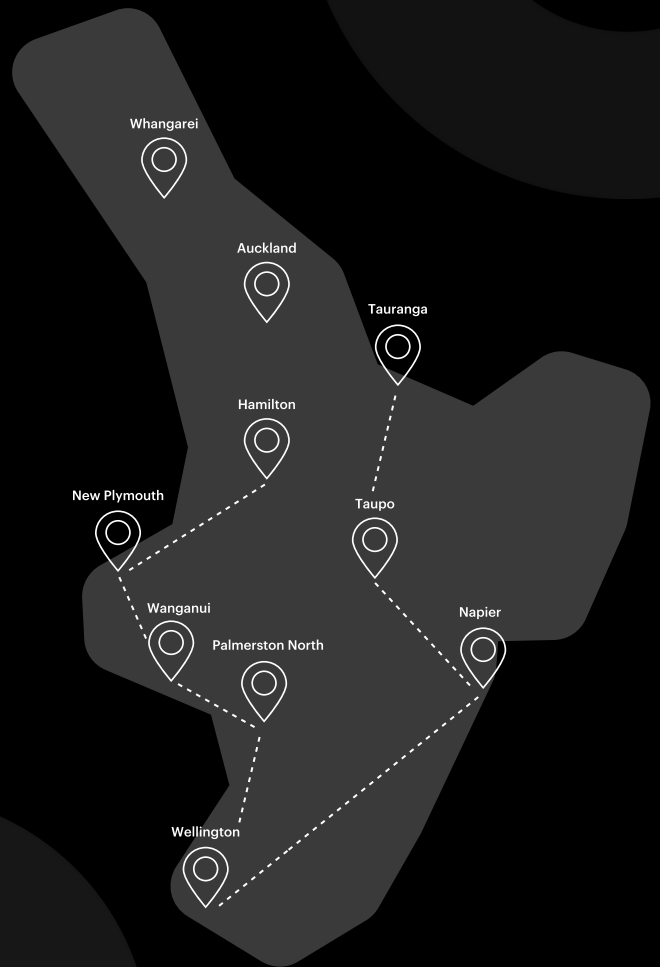 Whangarei
Auckland
Tauranga
Hamilton
New Plymouth
Taupo
Wanganui
Napier
Palmerston North
Wellington